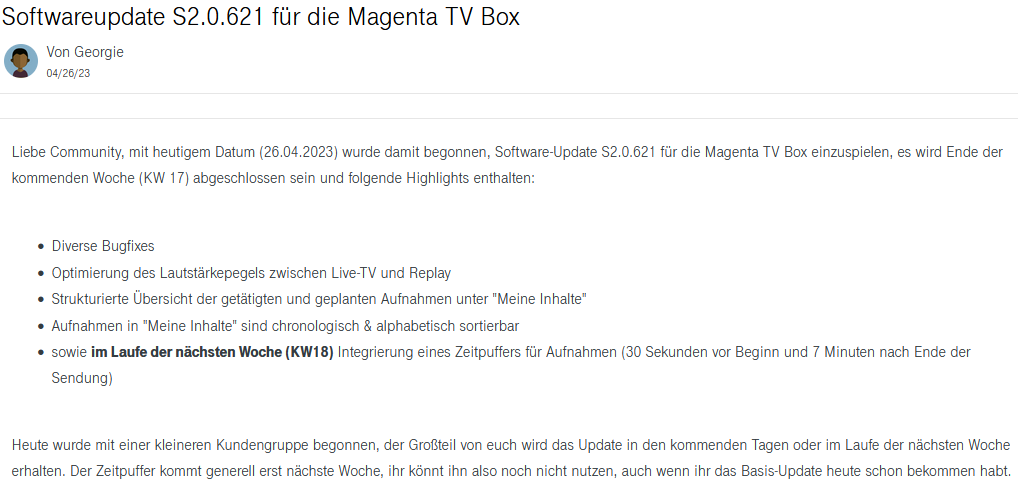 Softwareupdate S2.0.621 für die Magenta TV Box
Von Georgie
04/26/23
Liebe Community, mit heutigem Datum (26.04.2023) wurde damit begonnen, Software-Update S2.0.621 für die Magenta TV Box einzuspielen, es wird Ende der
kommenden Woche (KW 17) abgeschlossen sein und folgende Highlights enthalten:
• Diverse Bugfixes
• Optimierung des Lautstärkepegels zwischen Live-TV und Replay
• Strukturierte Übersicht der getätigten und geplanten Aufnahmen unter "Meine Inhalte"
• Aufnahmen in "Meine Inhalte" sind chronologisch & alphabetisch sortierbar
• sowie im Laufe der nächsten Woche (KW18) Integrierung eines Zeitpuffers für Aufnahmen (30 Sekunden vor Beginn und 7 Minuten nach Ende der
Sendung)
Heute wurde mit einer kleineren Kundengruppe begonnen, der Großteil von euch wird das Update in den kommenden Tagen oder im Laufe der nächsten Woche
erhalten. Der Zeitpuffer kommt generell erst nächste Woche, ihr könnt ihn also noch nicht nutzen, auch wenn ihr das Basis-Update heute schon bekommen habt.